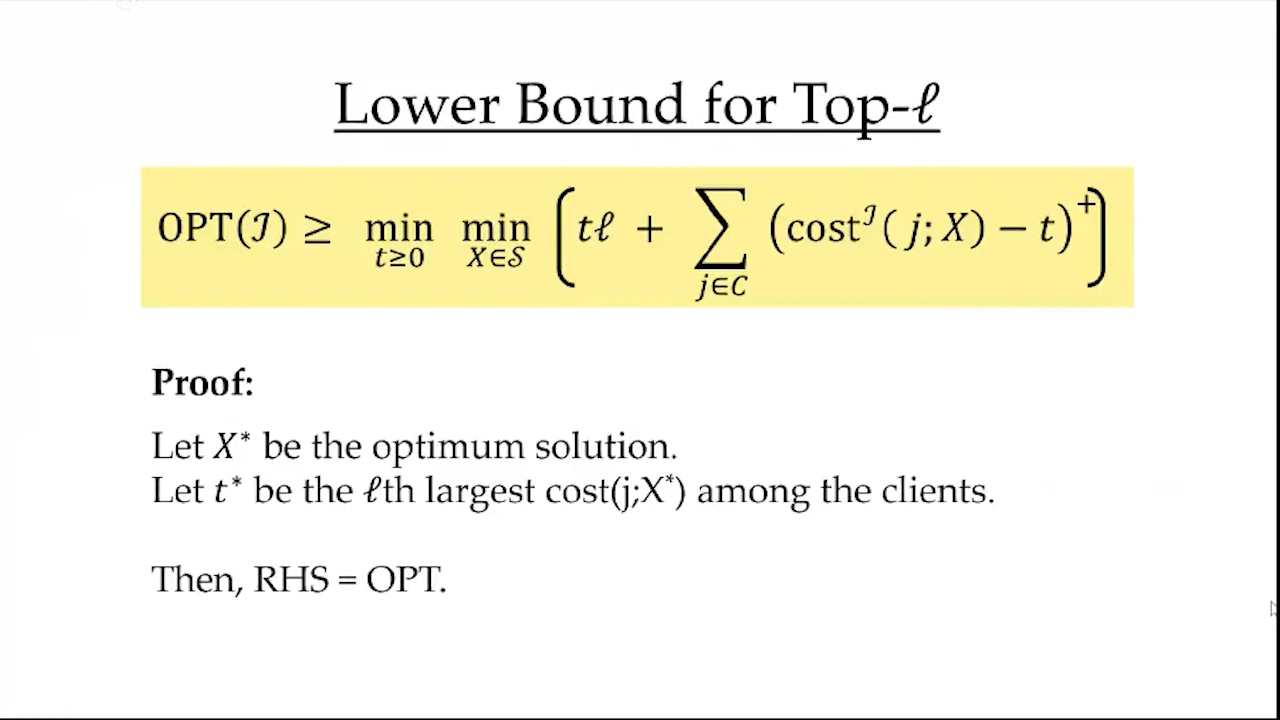 Lower Bound for Top-ℓ
OPT(ℐ) ≥ min_{t≥0} min_{X∈𝒮} ( tℓ + ∑_{j∈C} (cost^ℐ( j; X) − t)^+ )
Proof:
Let X* be the optimum solution.
Let t* be the ℓth largest cost(j;X*) among the clients.
Then, RHS = OPT.